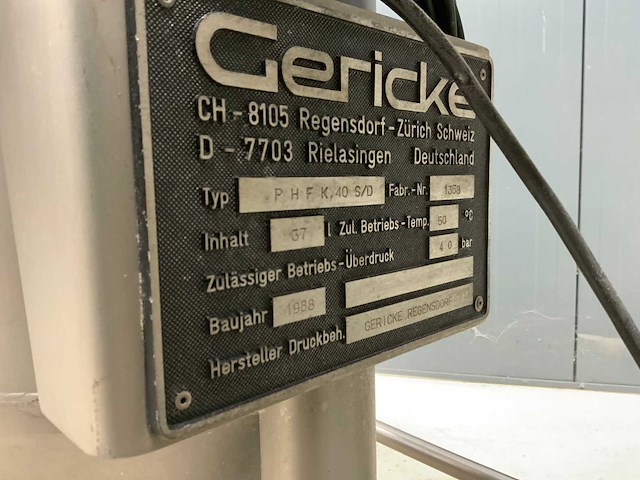 Gericke
CH-8105 Regensdorf-Zürich Schweiz
D-7703 Rielasingen Deutschland
Typ PHFK.40 S/D Fabr.-Nr. 1358
Inhalt 37 l Zul. Betriebs-Temp. 50 °C
Zulässiger Betriebs-Überdruck 4 0 bar
Baujahr 1988
Hersteller Druckbeh. GERICKE REGENSDORF